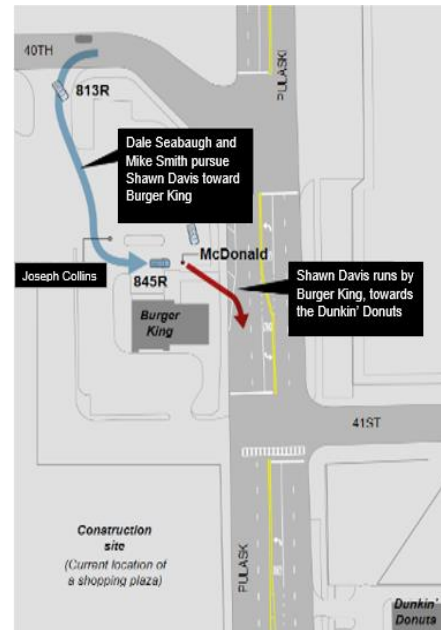 40TH
813R
PULASKI
Dale Seabaugh and
Mike Smith pursue
Shawn Davis toward
Burger King
McDonald
Joseph Collins
845R
Shawn Davis runs by
Burger King, towards
the Dunkin' Donuts
Burger
King
41ST
Construction
site
(Current location of
a shopping plaza)
PULASK
Dunkin'
Donuts